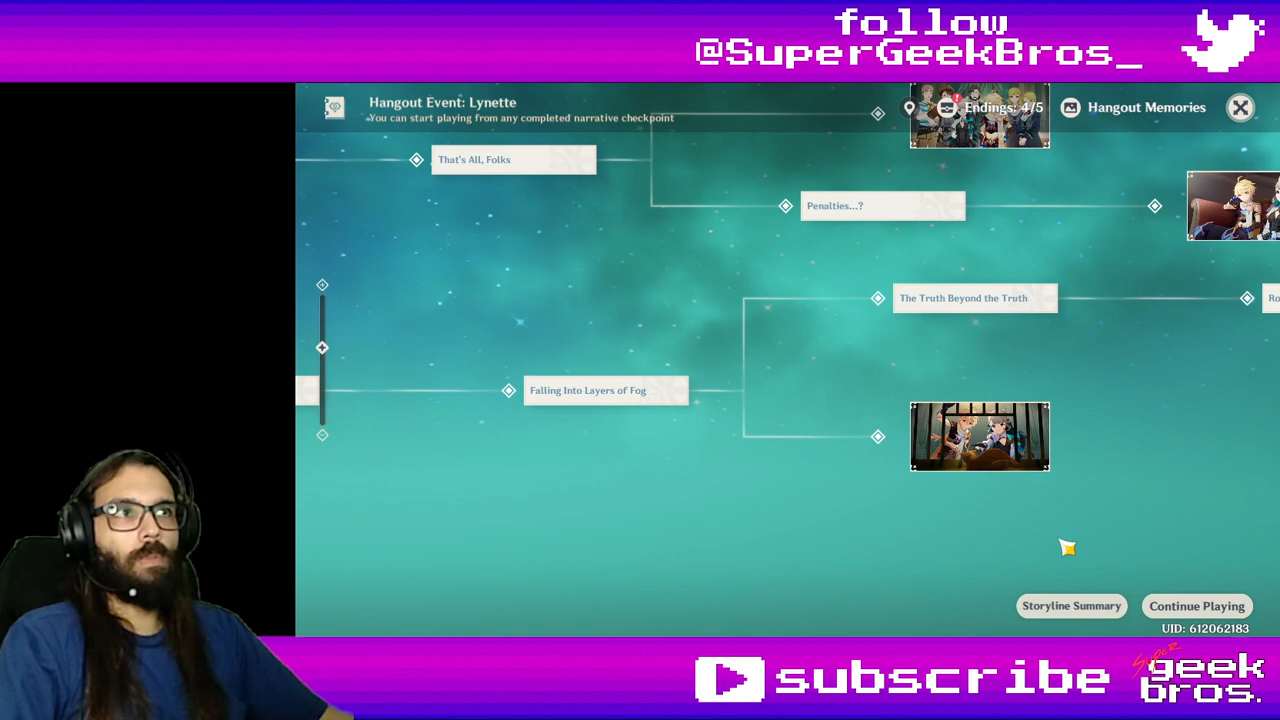 follow
@SuperGeekBros_
Hangout Event: Lynette
You can start playing from any completed narrative checkpoint
Endings: 4/5
Hangout Memories
That's All, Folks
Penalties...?
The Truth Beyond the Truth
Ro
Falling Into Layers of Fog
Storyline Summary
Continue Playing
UID: 612062183
subscribe
super
geek
bros.